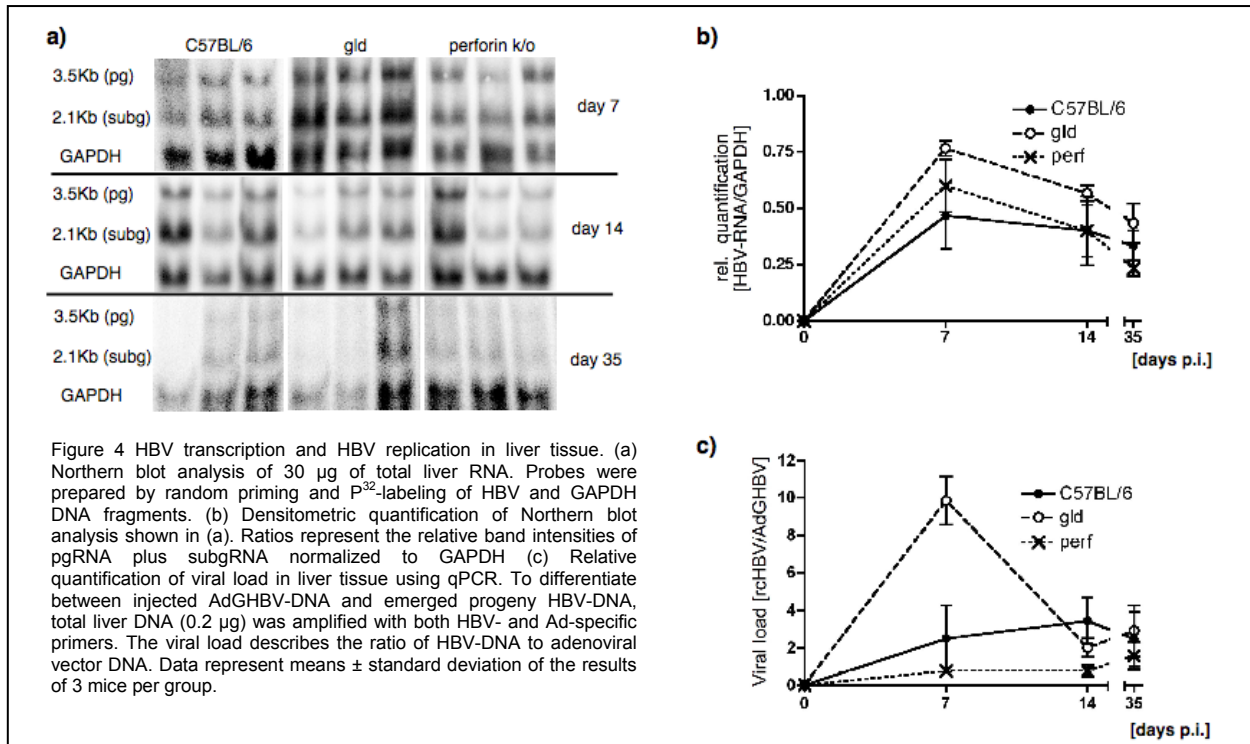 a)
C57BL/6 gld perforin k/o
3.5Kb (pg)
2.1Kb (subg)
GAPDH
day 7
3.5Kb (pg)
2.1Kb (subg)
GAPDH
day 14
3.5Kb (pg)
2.1Kb (subg)
GAPDH
day 35
Figure 4 HBV transcription and HBV replication in liver tissue. (a)
Northern blot analysis of 30 µg of total liver RNA. Probes were
prepared by random priming and P32-labeling of HBV and GAPDH
DNA fragments. (b) Densitometric quantification of Northern blot
analysis shown in (a). Ratios represent the relative band intensities of
pgRNA plus subgRNA normalized to GAPDH (c) Relative
quantification of viral load in liver tissue using qPCR. To differentiate
between injected AdGHBV-DNA and emerged progeny HBV-DNA,
total liver DNA (0.2 µg) was amplified with both HBV- and Ad-specific
primers. The viral load describes the ratio of HBV-DNA to adenoviral
vector DNA. Data represent means ± standard deviation of the results
of 3 mice per group.
b)
rel. quantification
[HBV-RNA/GAPDH]
1.00
0.75
0.50
0.25
0.00
C57BL/6
gld
perf
0 7 14 35
[days p.i.]
c)
Viral load [rcHBV/AdGHBV]
12
10
8
6
4
2
0
C57BL/6
gld
perf
0 7 14 35
[days p.i.]